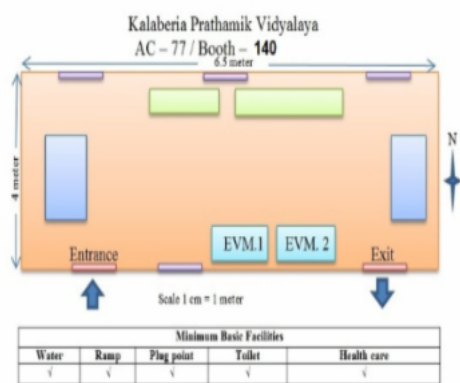 Kalaberia Prathamik Vidyalaya
AC – 77 / Booth – 140
6.5 meter
4 meter
N
EVM.1 EVM. 2
Entrance Exit
Scale 1 cm = 1 meter
Minimum Basic Facilities
Water Ramp Plug point Toilet Health care
√ √ √ √ √